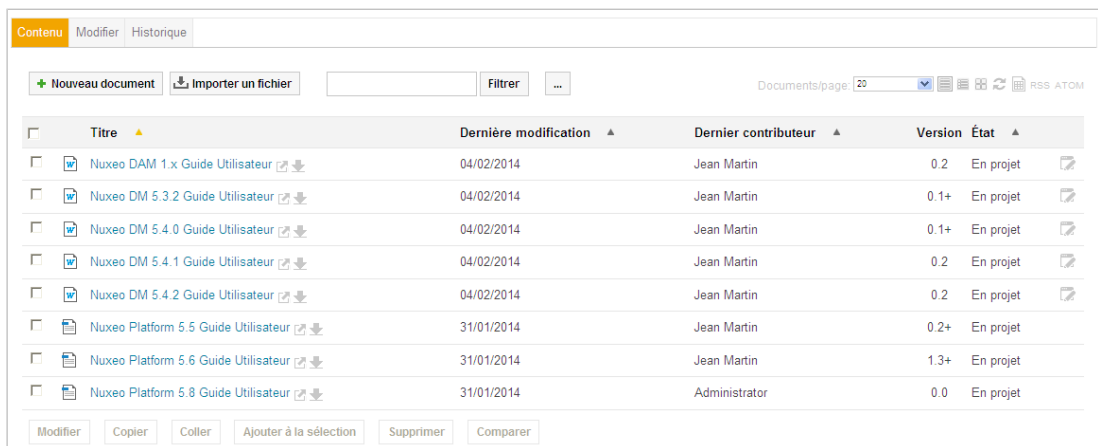 Contenu Modifier Historique
+ Nouveau document Importer un fichier Filtrer ... Documents/page: 20 RSS ATOM
Titre Dernière modification Dernier contributeur Version État
Nuxeo DAM 1.x Guide Utilisateur 04/02/2014 Jean Martin 0.2 En projet
Nuxeo DM 5.3.2 Guide Utilisateur 04/02/2014 Jean Martin 0.1+ En projet
Nuxeo DM 5.4.0 Guide Utilisateur 04/02/2014 Jean Martin 0.1+ En projet
Nuxeo DM 5.4.1 Guide Utilisateur 04/02/2014 Jean Martin 0.2 En projet
Nuxeo DM 5.4.2 Guide Utilisateur 04/02/2014 Jean Martin 0.2 En projet
Nuxeo Platform 5.5 Guide Utilisateur 31/01/2014 Jean Martin 0.2+ En projet
Nuxeo Platform 5.6 Guide Utilisateur 31/01/2014 Jean Martin 1.3+ En projet
Nuxeo Platform 5.8 Guide Utilisateur 31/01/2014 Administrator 0.0 En projet
Modifier Copier Coller Ajouter à la sélection Supprimer Comparer